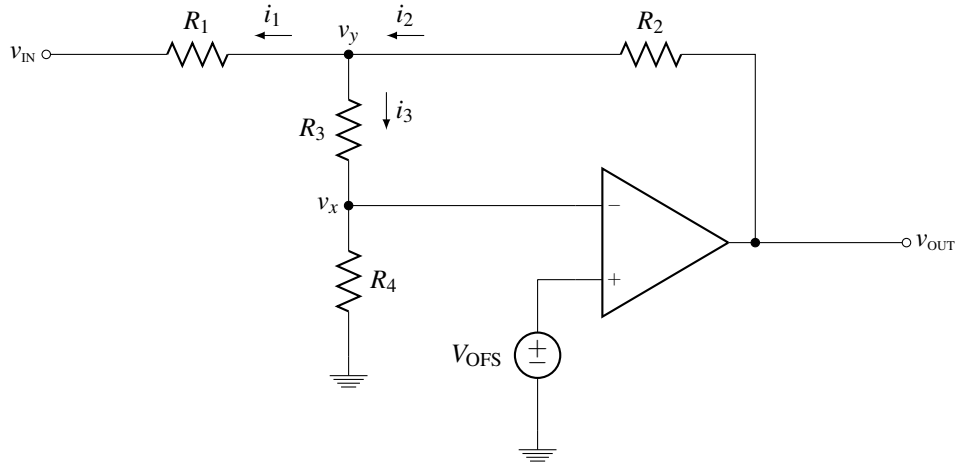 R1
i1
vy
i2
R2
vIN
R3
i3
vx
−
R4
+
vOUT
VOFS
+
−